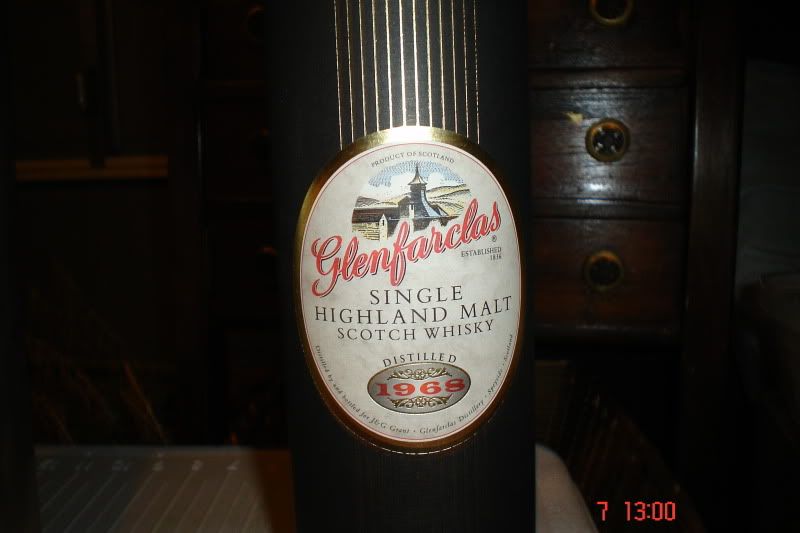 PRODUCT OF SCOTLAND
Glenfarclas
®
ESTABLISHED
1836
SINGLE
HIGHLAND MALT
SCOTCH WHISKY
DISTILLED
1968
Distilled by and bottled for J&G Grant · Glenfarclas Distillery · Speyside · Scotland
7 13:00